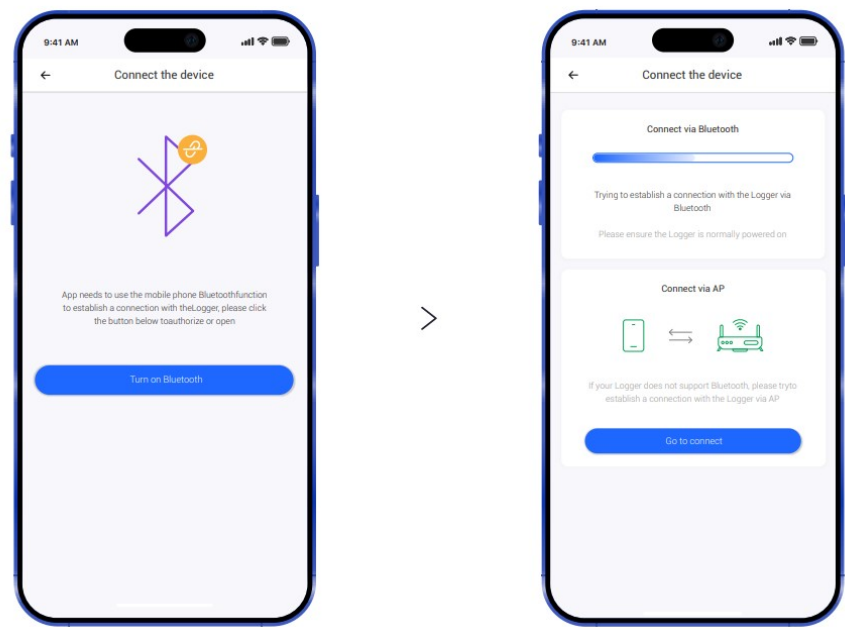 9:41 AM
Connect the device
App needs to use the mobile phone Bluetoothfunction
to establish a connection with theLogger, please click
the button below toauthorize or open
Turn on Bluetooth
>
9:41 AM
Connect the device
Connect via Bluetooth
Trying to establish a connection with the Logger via
Bluetooth
Please ensure the Logger is normally powered on
Connect via AP
If your Logger does not support Bluetooth, please tryto
establish a connection with the Logger via AP
Go to connect